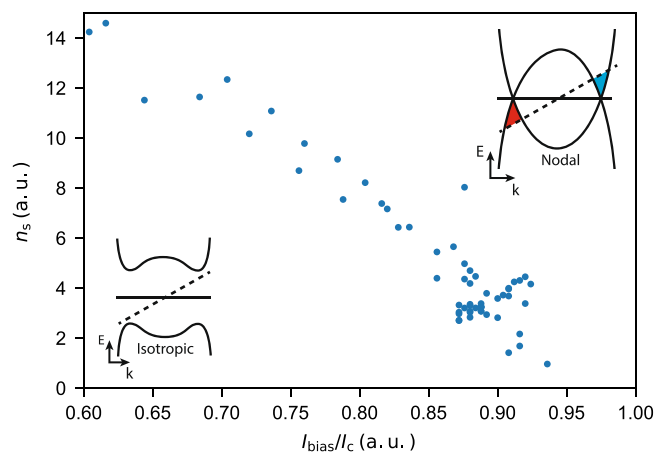 14
12
10
8
6
4
2
0
n_s (a. u.)
E
k
Nodal
E
k
Isotropic
0.60 0.65 0.70 0.75 0.80 0.85 0.90 0.95 1.00
I_bias/I_c (a. u.)